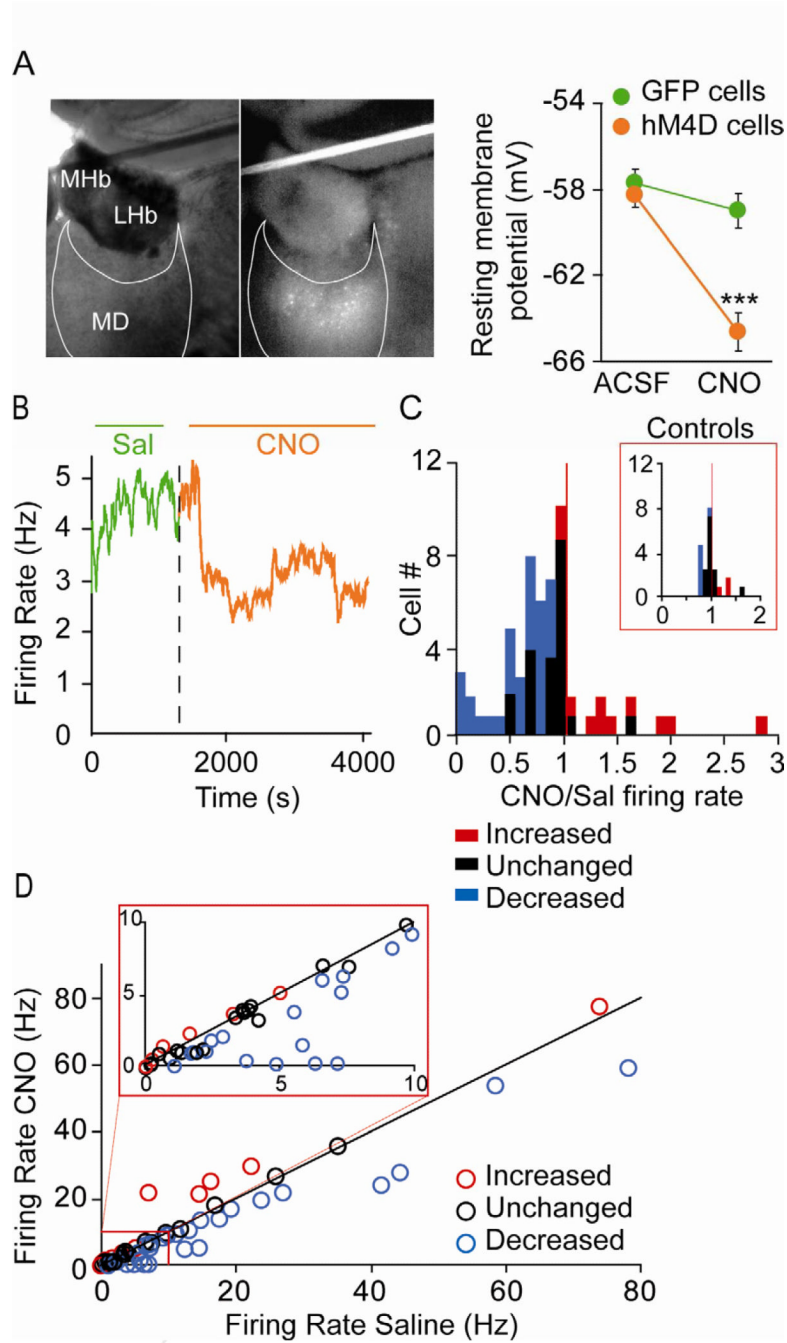 A
MHb
LHb
MD
GFP cells
hM4D cells
Resting membrane
potential (mV)
-54
-58
-62
-66
***
ACSF
CNO
B
Sal
CNO
Firing Rate (Hz)
5
4
3
2
1
0
0
2000
4000
Time (s)
C
Controls
12
8
4
0
0
1
2
Cell #
12
8
4
0
0
0.5
1
1.5
2
2.5
3
CNO/Sal firing rate
Increased
Unchanged
Decreased
D
10
5
0
0
5
10
Firing Rate CNO (Hz)
80
60
40
20
0
Increased
Unchanged
Decreased
0
20
40
60
80
Firing Rate Saline (Hz)